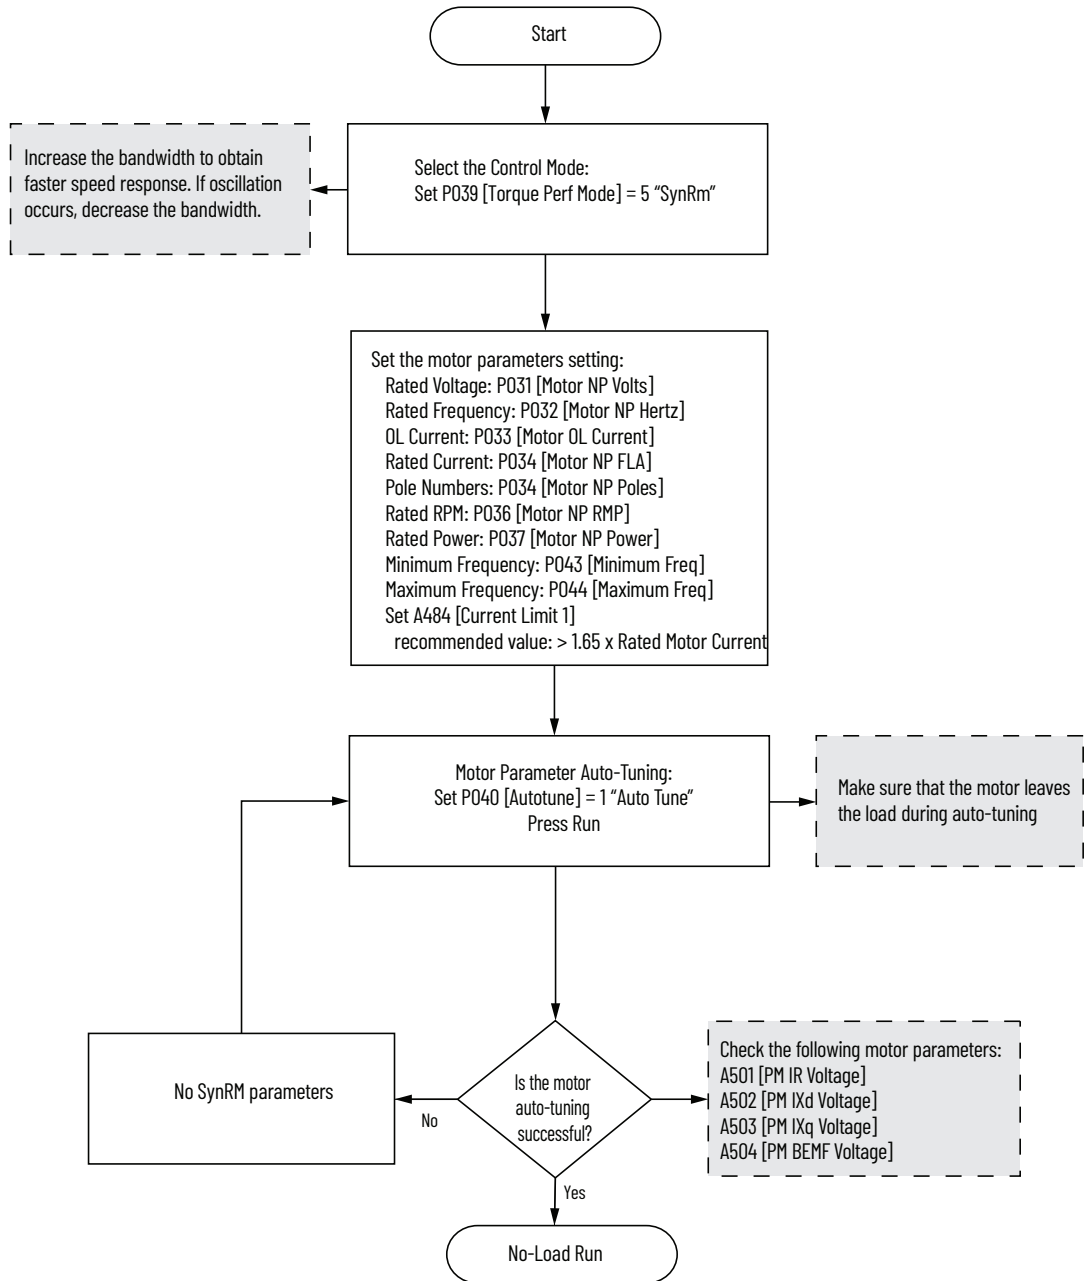 Start
Increase the bandwidth to obtain
faster speed response. If oscillation
occurs, decrease the bandwidth.
Select the Control Mode:
Set P039 [Torque Perf Mode] = 5 “SynRm”
Set the motor parameters setting:
Rated Voltage: P031 [Motor NP Volts]
Rated Frequency: P032 [Motor NP Hertz]
OL Current: P033 [Motor OL Current]
Rated Current: P034 [Motor NP FLA]
Pole Numbers: P034 [Motor NP Poles]
Rated RPM: P036 [Motor NP RMP]
Rated Power: P037 [Motor NP Power]
Minimum Frequency: P043 [Minimum Freq]
Maximum Frequency: P044 [Maximum Freq]
Set A484 [Current Limit 1]
recommended value: > 1.65 x Rated Motor Current
Motor Parameter Auto-Tuning:
Set P040 [Autotune] = 1 “Auto Tune”
Press Run
Make sure that the motor leaves
the load during auto-tuning
No SynRM parameters
No
Is the motor
auto-tuning
successful?
Check the following motor parameters:
A501 [PM IR Voltage]
A502 [PM IXd Voltage]
A503 [PM IXq Voltage]
A504 [PM BEMF Voltage]
Yes
No-Load Run